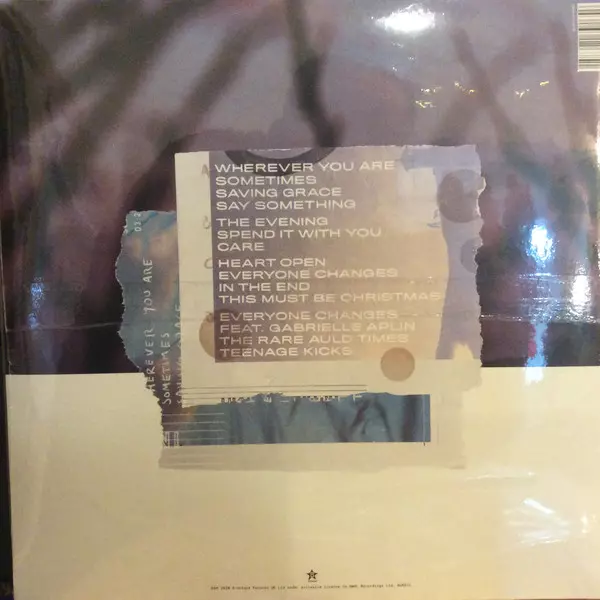 WHEREVER YOU ARE
SOMETIMES
SAVING GRACE
SAY SOMETHING
THE EVENING
SPEND IT WITH YOU
CARE
HEART OPEN
EVERYONE CHANGES
IN THE END
THIS MUST BE CHRISTMAS
EVERYONE CHANGES
FEAT. GABRIELLE APLIN
THE RARE AULD TIMES
TEENAGE KICKS
WHEREVER YOU ARE
SOMETIMES